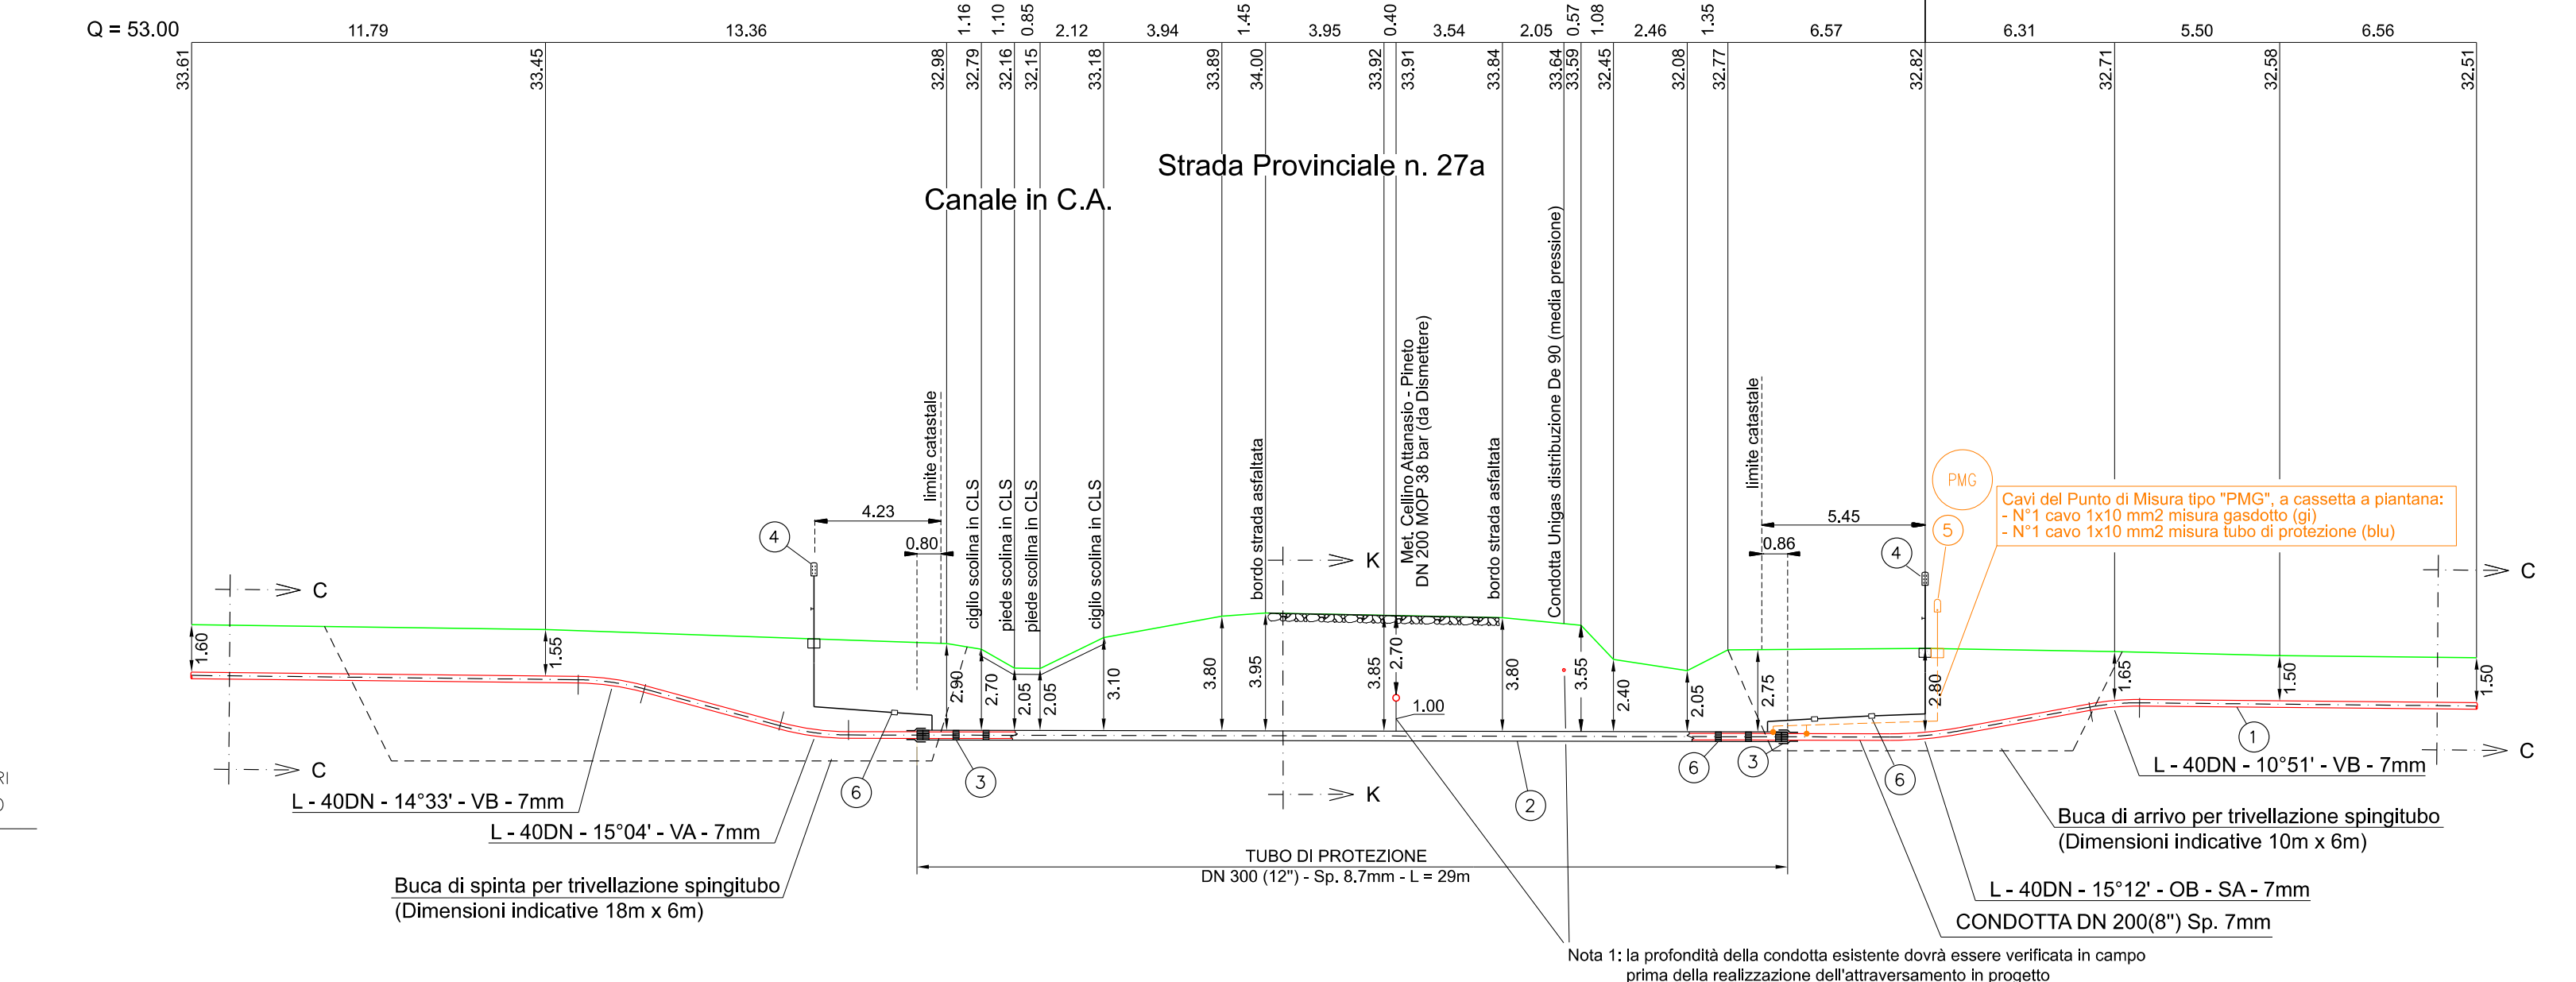 Q = 53.00
11.79
13.36
1.16
1.10
0.85
2.12
3.94
1.45
3.95
0.40
3.54
2.05
0.57
1.08
2.46
1.35
6.57
6.31
5.50
6.56
33.61
33.45
32.98
32.79
32.16
32.15
33.18
33.89
34.00
33.92
33.91
33.84
33.64
33.59
32.45
32.08
32.77
32.82
32.71
32.58
32.51
Strada Provinciale n. 27a
Canale in C.A.
limite catastale
ciglio scolina in CLS
piede scolina in CLS
piede scolina in CLS
ciglio scolina in CLS
bordo strada asfaltata
Met. Cellino Attanasio - Pineto
DN 200 MOP 38 bar (da Dismettere)
bordo strada asfaltata
Condotta Unigas distribuzione De 90 (media pressione)
limite catastale
PMG
Cavi del Punto di Misura tipo "PMG", a cassetta a piantana:
- N°1 cavo 1x10 mm2 misura gasdotto (gi)
- N°1 cavo 1x10 mm2 misura tubo di protezione (blu)
4.23
0.80
4
5.45
0.86
4
5
K
C
C
1.60
1.55
2.90
2.70
2.05
2.05
3.10
3.80
3.95
3.85
2.70
1.00
3.80
3.55
2.40
2.05
2.75
2.80
1.65
1.50
1.50
C
C
K
6
3
2
6
3
6
1
RI
L - 40DN - 14°33' - VB - 7mm
L - 40DN - 15°04' - VA - 7mm
L - 40DN - 10°51' - VB - 7mm
Buca di arrivo per trivellazione spingitubo
(Dimensioni indicative 10m x 6m)
TUBO DI PROTEZIONE
DN 300 (12") - Sp. 8.7mm - L = 29m
Buca di spinta per trivellazione spingitubo
(Dimensioni indicative 18m x 6m)
L - 40DN - 15°12' - OB - SA - 7mm
CONDOTTA DN 200(8") Sp. 7mm
Nota 1: la profondità della condotta esistente dovrà essere verificata in campo
prima della realizzazione dell'attraversamento in progetto